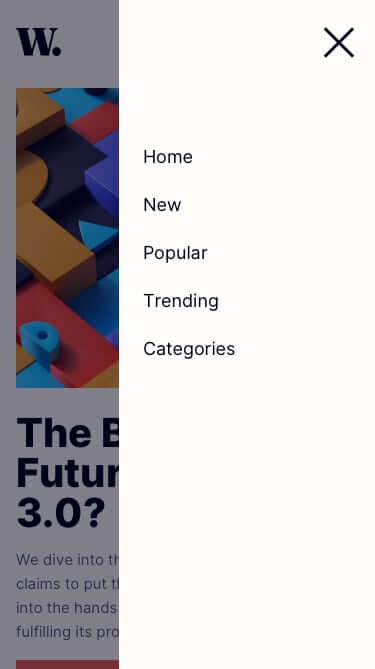 W.
Home
New
Popular
Trending
Categories
The B
Futur
3.0?
We dive into th
claims to put t
into the hands
fulfilling its pro